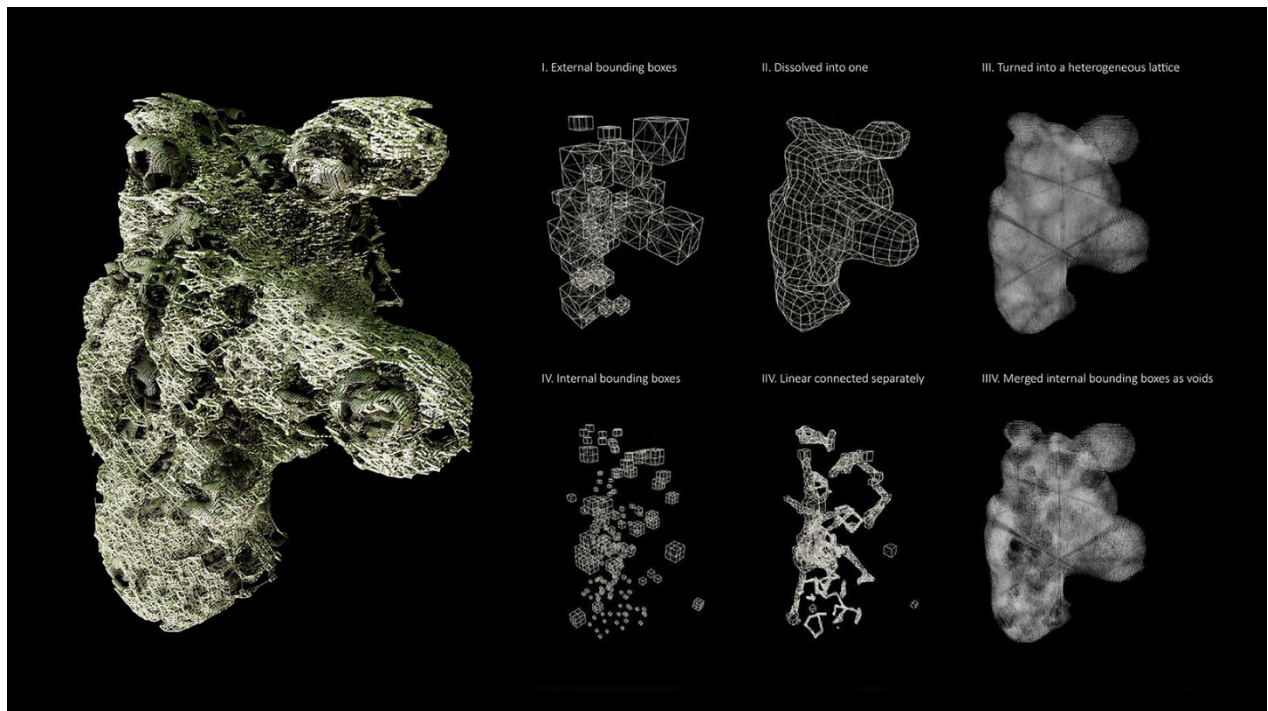 I. External bounding boxes
II. Dissolved into one
III. Turned into a heterogeneous lattice
IV. Internal bounding boxes
IIV. Linear connected separately
IIIV. Merged internal bounding boxes as voids